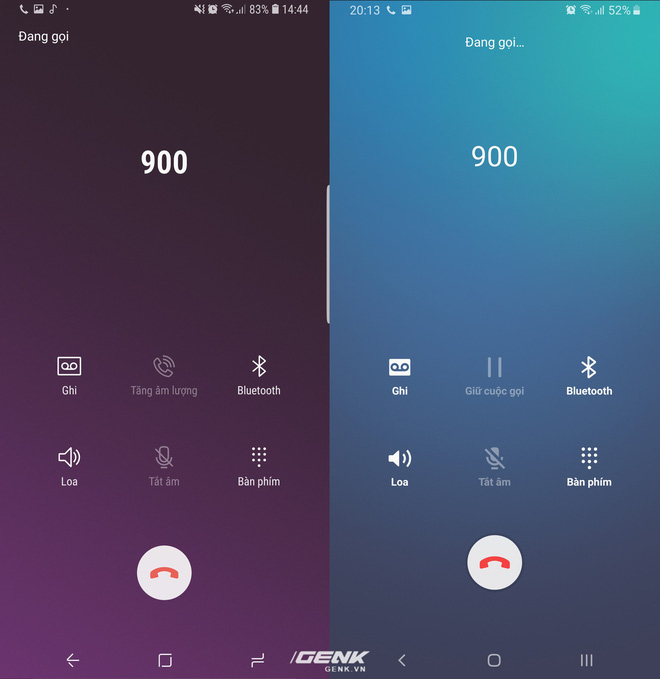 83% 14:44
Đang gọi
900
Ghi
Tăng âm lượng
Bluetooth
Loa
Tắt âm
Bàn phím
20:13 52%
Đang gọi...
900
Ghi
Giữ cuộc gọi
Bluetooth
Loa
Tắt âm
Bàn phím
GENK
GENK.VN